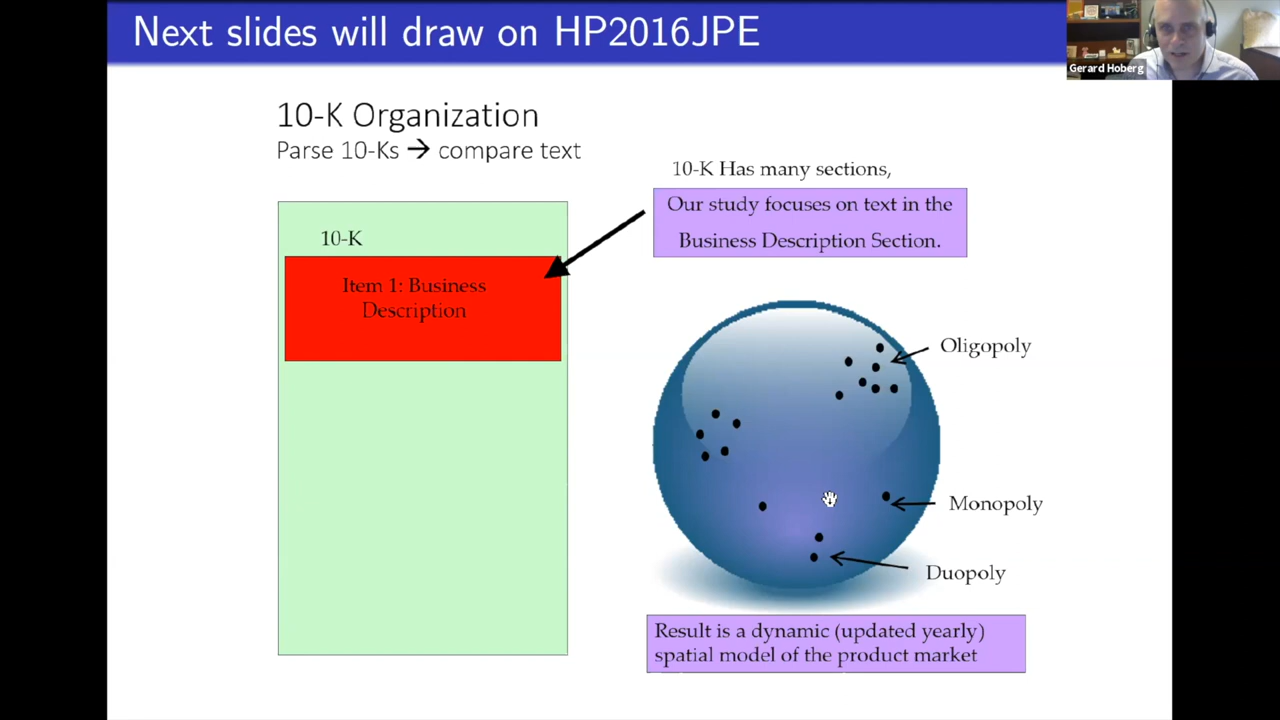 Next slides will draw on HP2016JPE
Gerard Hoberg
10-K Organization
Parse 10-Ks → compare text
10-K Has many sections,
Our study focuses on text in the
Business Description Section.
10-K
Item 1: Business
Description
Oligopoly
Monopoly
Duopoly
Result is a dynamic (updated yearly)
spatial model of the product market